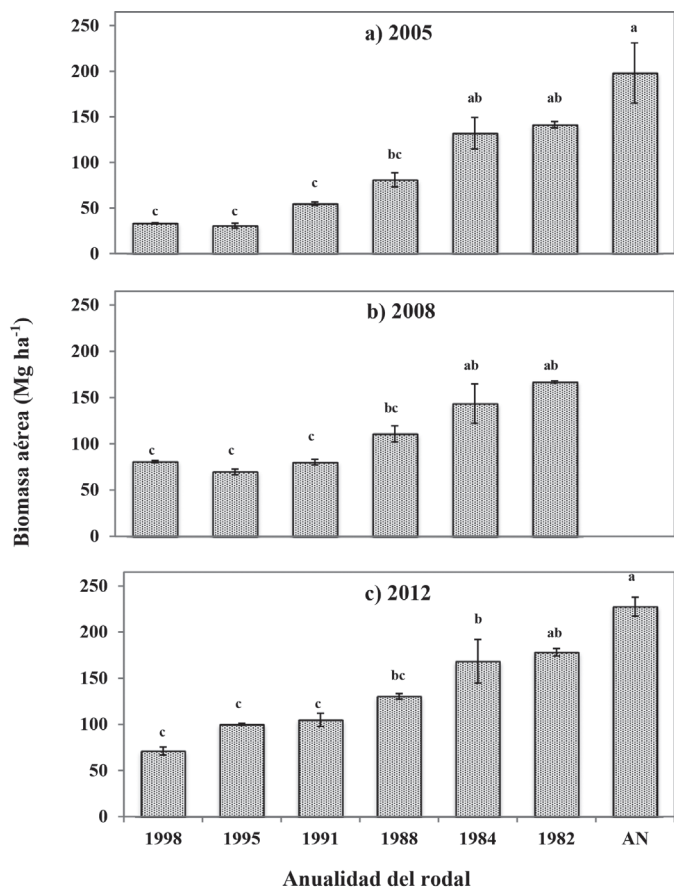 a) 2005
250
200
150
100
50
0
c c c bc ab ab a
b) 2008
250
200
150
100
50
0
c c c bc ab ab
c) 2012
250
200
150
100
50
0
c c c bc b ab a
1998 1995 1991 1988 1984 1982 AN
Anualidad del rodal
Biomasa aérea (Mg ha⁻¹)